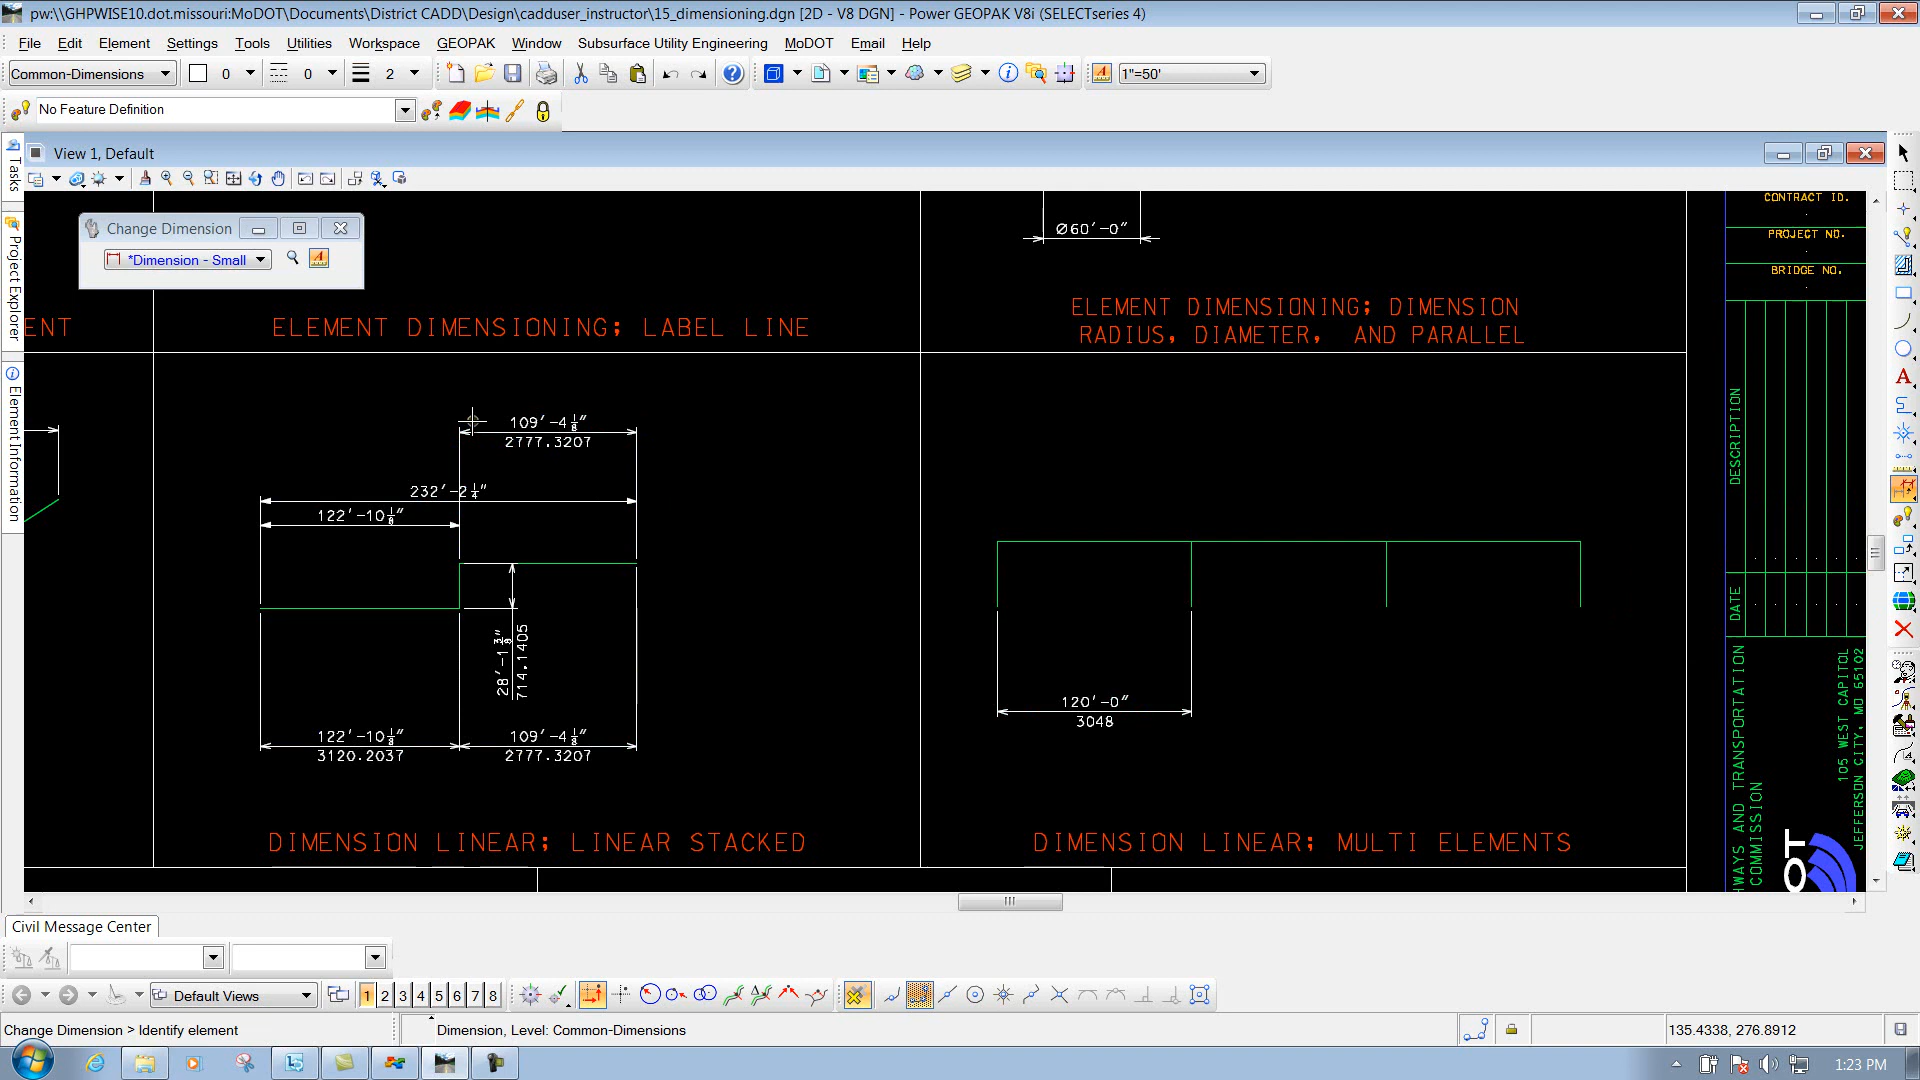 pw:\\GHPWISE10.dot.missouri:MoDOT\Documents\District CADD\Design\cadduser_instructor\15_dimensioning.dgn [2D - V8 DGN] - Power GEOPAK V8i (SELECTseries 4)
File Edit Element Settings Tools Utilities Workspace GEOPAK Window Subsurface Utility Engineering MoDOT Email Help
Common-Dimensions 0 0 2 1"=50'
No Feature Definition
View 1, Default
Tasks
Project Explorer
Element Information
Change Dimension
*Dimension - Small
CONTRACT ID.
PROJECT NO.
BRIDGE NO.
Ø60'-0"
ENT
ELEMENT DIMENSIONING; LABEL LINE
ELEMENT DIMENSIONING; DIMENSION
RADIUS, DIAMETER, AND PARALLEL
109'-4 1/8"
2777.3207
232'-2 1/4"
122'-10 1/8"
28'-1 3/8"
714.1405
122'-10 1/8"
3120.2037
109'-4 1/8"
2777.3207
120'-0"
3048
DIMENSION LINEAR; LINEAR STACKED
DIMENSION LINEAR; MULTI ELEMENTS
DESCRIPTION
DATE
HWAYS AND TRANSPORTATION
COMMISSION
105 WEST CAPITOL
JEFFERSON CITY, MO 65102
OT
Civil Message Center
Default Views 1 2 3 4 5 6 7 8
Change Dimension > Identify element
Dimension, Level: Common-Dimensions
135.4338, 276.8912
1:23 PM